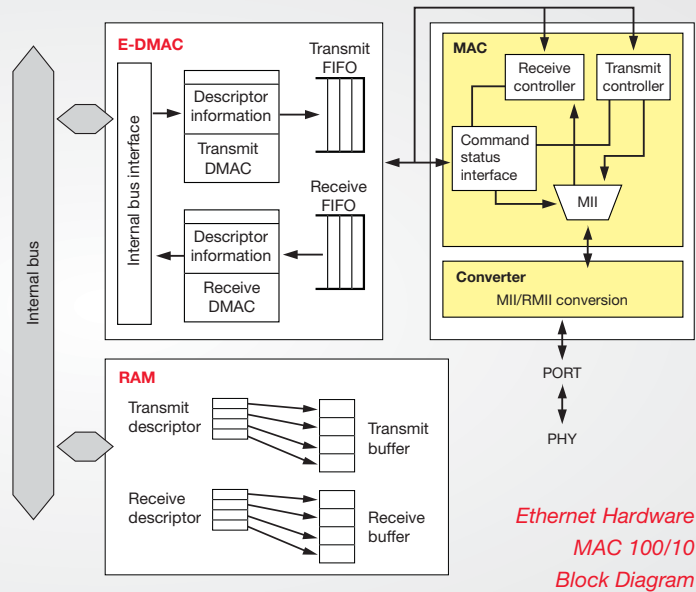 E-DMAC
Transmit
FIFO
Descriptor
information
Transmit
DMAC
Internal bus interface
Receive
FIFO
Descriptor
information
Receive
DMAC
Internal bus
MAC
Receive
controller
Transmit
controller
Command
status
interface
MII
Converter
MII/RMII conversion
PORT
PHY
RAM
Transmit
descriptor
Transmit
buffer
Receive
descriptor
Receive
buffer
Ethernet Hardware
MAC 100/10
Block Diagram